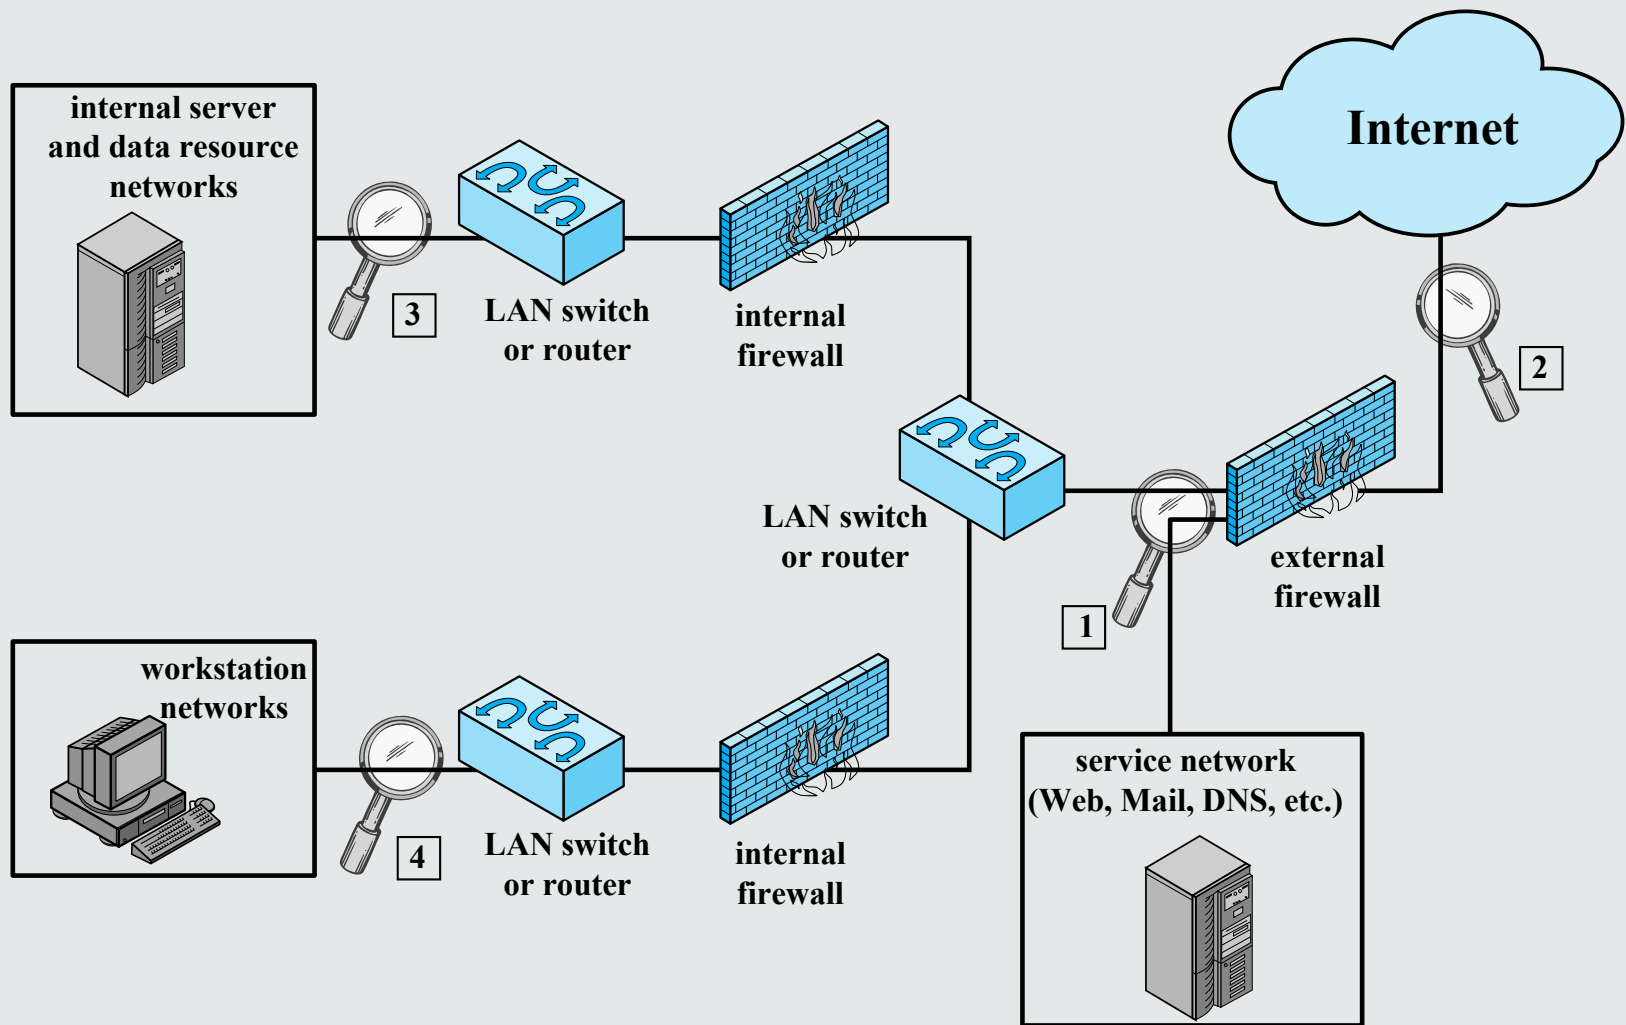 internal server
and data resource
networks
3
LAN switch
or router
internal
firewall
Internet
2
LAN switch
or router
1
external
firewall
workstation
networks
4
LAN switch
or router
internal
firewall
service network
(Web, Mail, DNS, etc.)